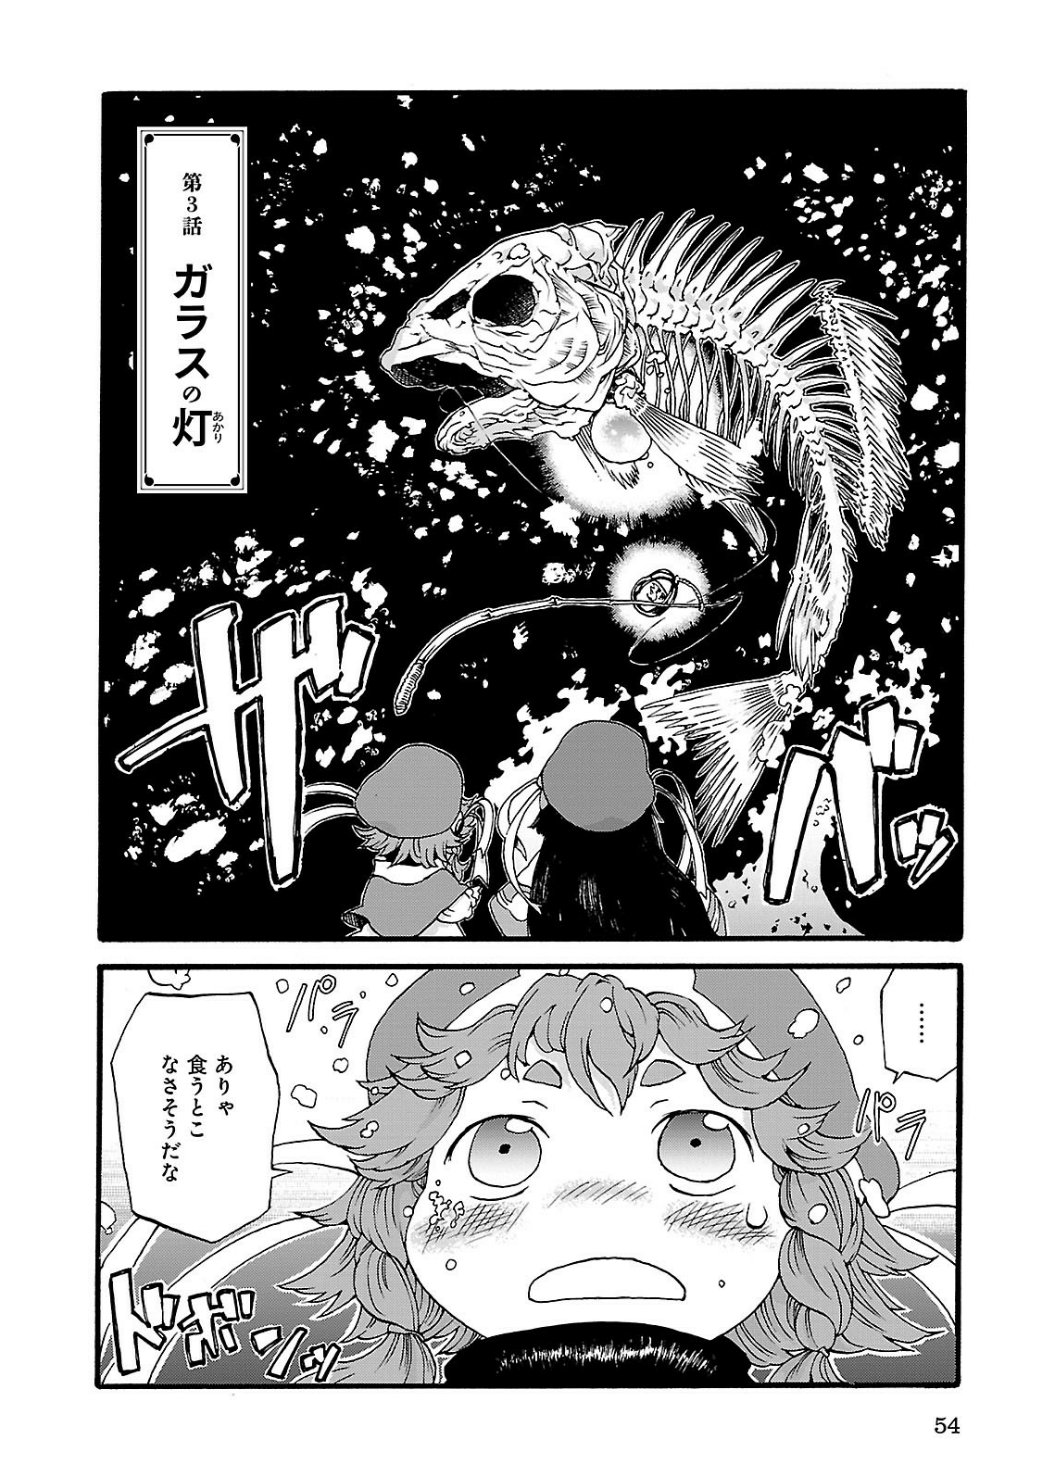 第3話
ガラスの灯
あかり
ザバッ
……
パラ
パラ
ありゃ
食うとこ
なさそうだな
ドボンッ
54